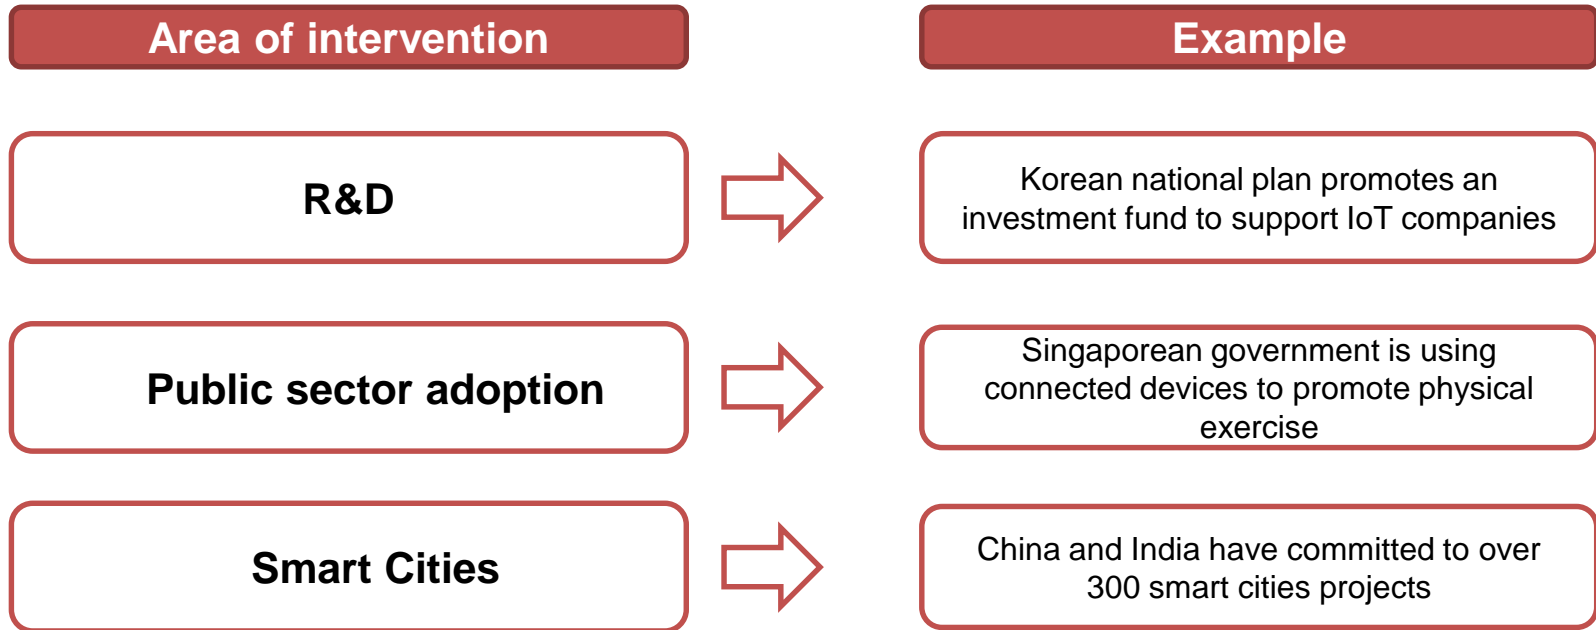 Area of intervention
Example
R&D
Korean national plan promotes an
investment fund to support IoT companies
Public sector adoption
Singaporean government is using
connected devices to promote physical
exercise
Smart Cities
China and India have committed to over
300 smart cities projects